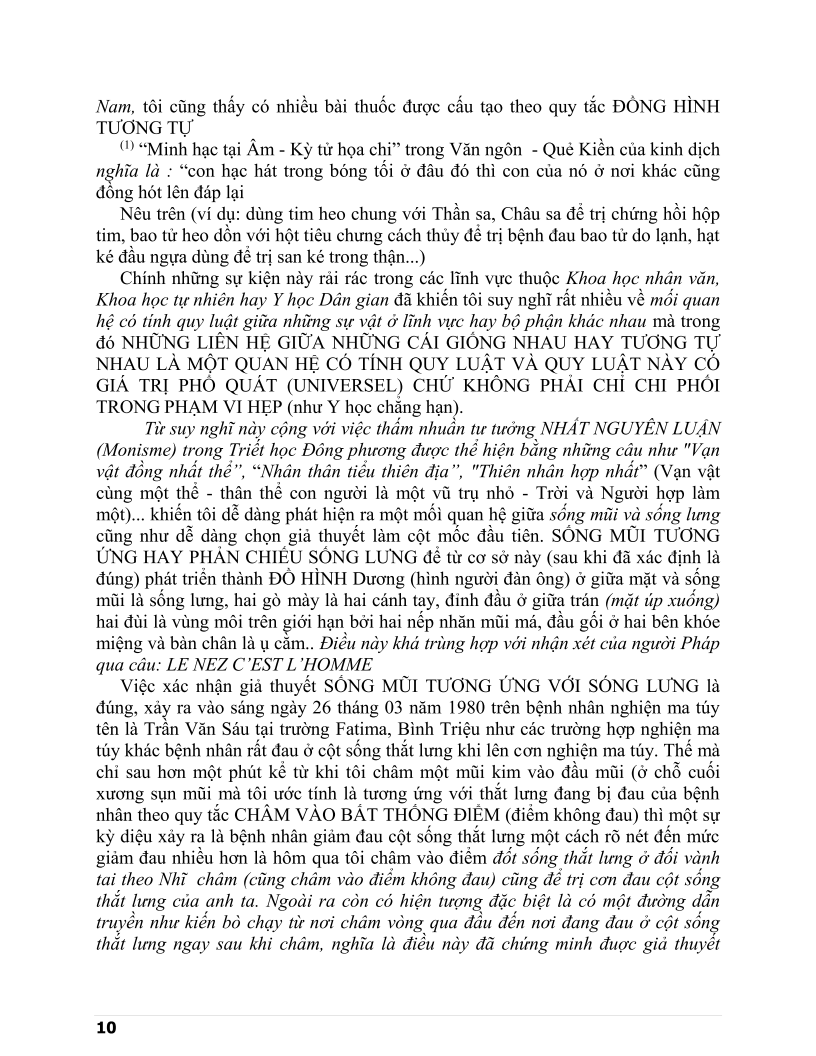 Nam, tôi cũng thấy có nhiều bài thuốc được cấu tạo theo quy tắc ĐỒNG HÌNH
TƯƠNG TỰ
(1) “Minh hạc tại Âm - Kỳ tử họa chi” trong Văn ngôn - Quẻ Kiền của kinh dịch
nghĩa là : “con hạc hát trong bóng tối ở đâu đó thì con của nó ở nơi khác cũng
đồng hót lên đáp lại
Nêu trên (ví dụ: dùng tim heo chung với Thần sa, Châu sa để trị chứng hồi hộp
tim, bao tử heo dồn với hột tiêu chưng cách thủy để trị bệnh đau bao tử do lạnh, hạt
ké đầu ngựa dùng để trị san ké trong thận...)
Chính những sự kiện này rải rác trong các lĩnh vực thuộc Khoa học nhân văn,
Khoa học tự nhiên hay Y học Dân gian đã khiến tôi suy nghĩ rất nhiều về mối quan
hệ có tính quy luật giữa những sự vật ở lĩnh vực hay bộ phận khác nhau mà trong
đó NHỮNG LIÊN HỆ GIỮA NHỮNG CÁI GIỐNG NHAU HAY TƯƠNG TỰ
NHAU LÀ MỘT QUAN HỆ CÓ TÍNH QUY LUẬT VÀ QUY LUẬT NÀY CÓ
GIÁ TRỊ PHỔ QUÁT (UNIVERSEL) CHỨ KHÔNG PHẢI CHỈ CHI PHỐI
TRONG PHẠM VI HẸP (như Y học chẳng hạn).
Từ suy nghĩ này cộng với việc thấm nhuần tư tưởng NHẤT NGUYÊN LUẬN
(Monisme) trong Triết học Đông phương được thể hiện bằng những câu như "Vạn
vật đồng nhất thể”, “Nhân thân tiểu thiên địa”, "Thiên nhân hợp nhất” (Vạn vật
cùng một thể - thân thể con người là một vũ trụ nhỏ - Trời và Người hợp làm
một)... khiến tôi dễ dàng phát hiện ra một mối quan hệ giữa sống mũi và sống lưng
cũng như dễ dàng chọn giả thuyết làm cột mốc đầu tiên. SỐNG MŨI TƯƠNG
ỨNG HAY PHẢN CHIẾU SỐNG LƯNG để từ cơ sở này (sau khi đã xác định là
đúng) phát triển thành ĐỒ HÌNH Dương (hình người đàn ông) ở giữa mặt và sống
mũi là sống lưng, hai gò mày là hai cánh tay, đỉnh đầu ở giữa trán (mặt úp xuống)
hai đùi là vùng môi trên giới hạn bởi hai nếp nhăn mũi má, đầu gối ở hai bên khóe
miệng và bàn chân là ụ cằm.. Điều này khá trùng hợp với nhận xét của người Pháp
qua câu: LE NEZ C’EST L’HOMME
Việc xác nhận giả thuyết SỐNG MŨI TƯƠNG ỨNG VỚI SÓNG LƯNG là
đúng, xảy ra vào sáng ngày 26 tháng 03 năm 1980 trên bệnh nhân nghiện ma túy
tên là Trần Văn Sáu tại trường Fatima, Bình Triệu như các trường hợp nghiện ma
túy khác bệnh nhân rất đau ở cột sống thắt lưng khi lên cơn nghiện ma túy. Thế mà
chỉ sau hơn một phút kể từ khi tôi châm một mũi kim vào đầu mũi (ở chỗ cuối
xương sụn mũi mà tôi ước tính là tương ứng với thắt lưng đang bị đau của bệnh
nhân theo quy tắc CHÂM VÀO BẤT THỐNG ĐIỂM (điểm không đau) thì một sự
kỳ diệu xảy ra là bệnh nhân giảm đau cột sống thắt lưng một cách rõ nét đến mức
giảm đau nhiều hơn là hôm qua tôi châm vào điểm đốt sống thắt lưng ở đối vành
tai theo Nhĩ châm (cũng châm vào điểm không đau) cũng để trị cơn đau cột sống
thắt lưng của anh ta. Ngoài ra còn có hiện tượng đặc biệt là có một đường dẫn
truyền như kiến bò chạy từ nơi châm vòng qua đầu đến nơi đang đau ở cột sống
thắt lưng ngay sau khi châm, nghĩa là điều này đã chứng minh đuợc giả thuyết
10